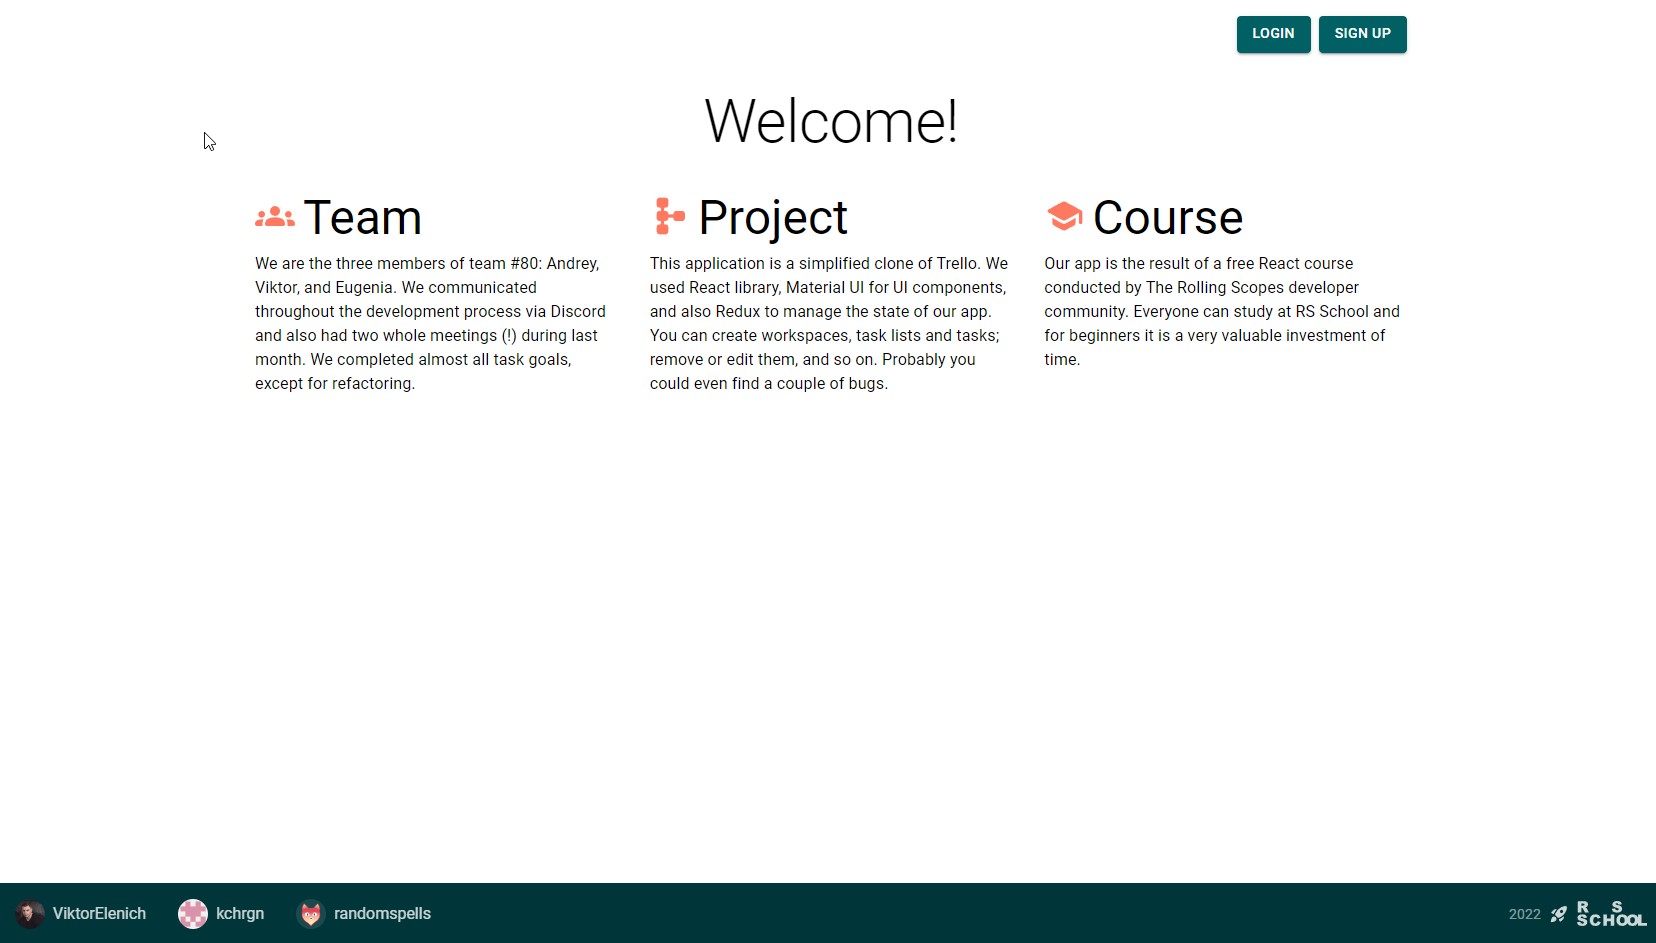 LOGIN SIGN UP
Welcome!
Team
We are the three members of team #80: Andrey,
Viktor, and Eugenia. We communicated
throughout the development process via Discord
and also had two whole meetings (!) during last
month. We completed almost all task goals,
except for refactoring.
Project
This application is a simplified clone of Trello. We
used React library, Material UI for UI components,
and also Redux to manage the state of our app.
You can create workspaces, task lists and tasks;
remove or edit them, and so on. Probably you
could even find a couple of bugs.
Course
Our app is the result of a free React course
conducted by The Rolling Scopes developer
community. Everyone can study at RS School and
for beginners it is a very valuable investment of
time.
ViktorElenich kchrgn randomspells 2022
R S
SCHOOL